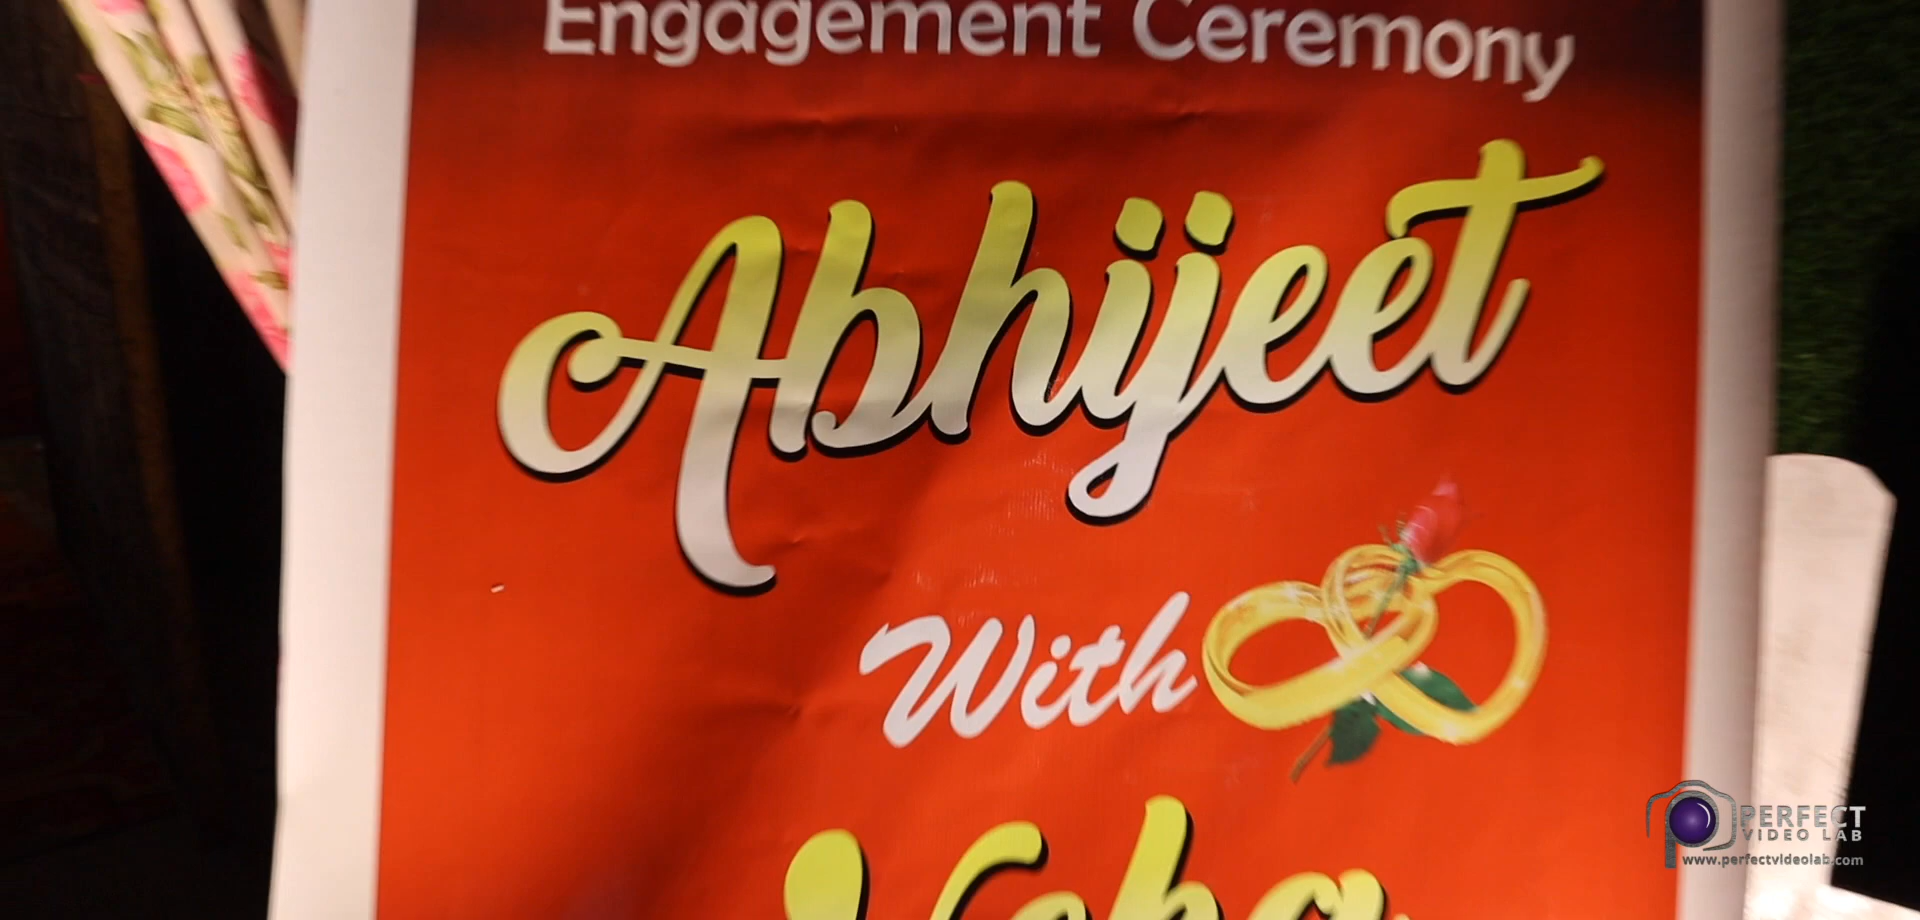 Engagement Ceremony
Abhijeet
With
PERFECT
VIDEO LAB
www.perfectvideolab.com